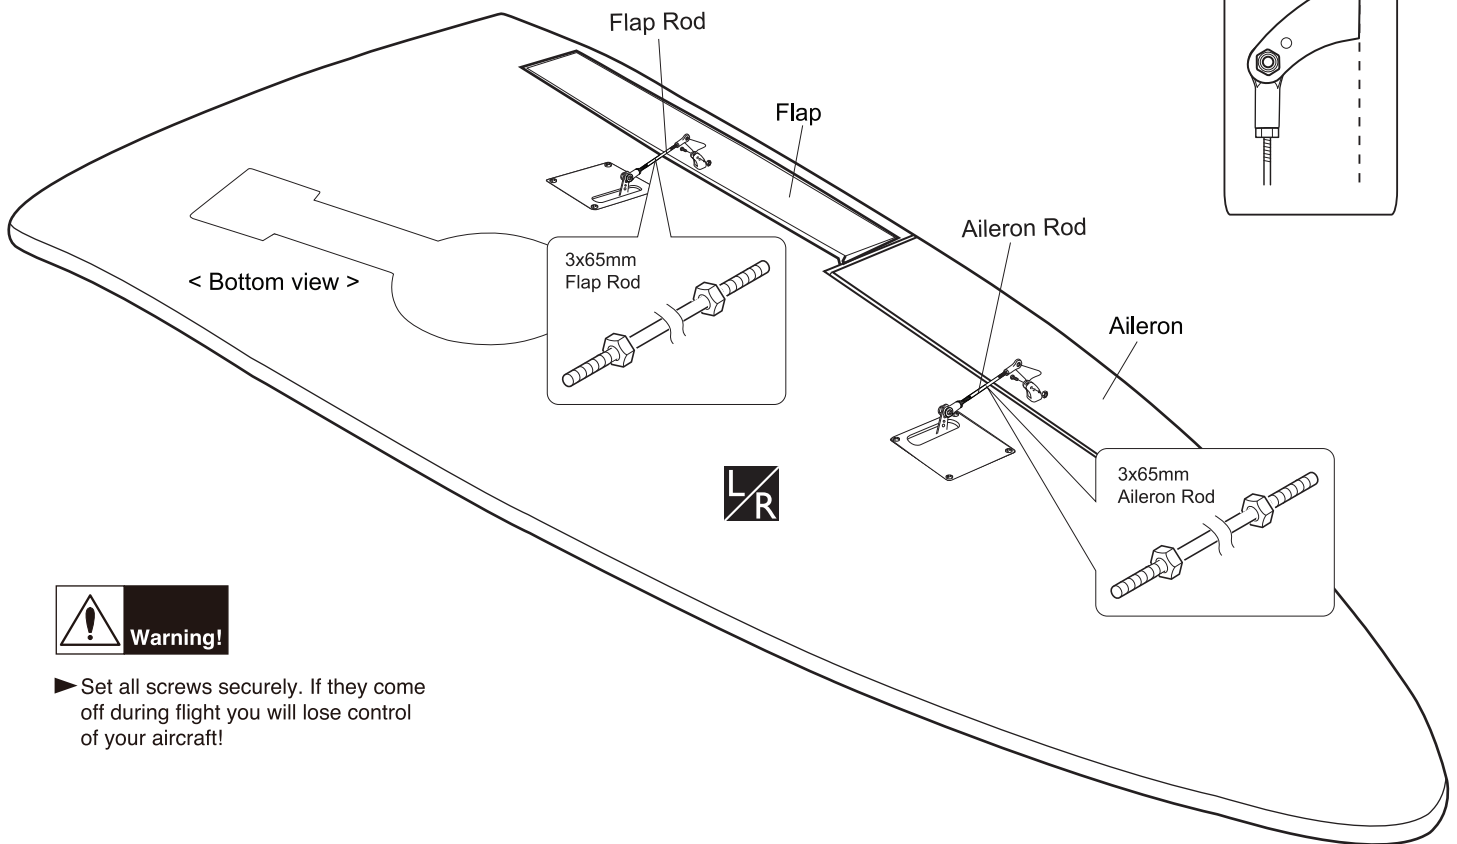 Flap Rod
Flap
Aileron Rod
3x65mm
Flap Rod
< Bottom view >
Aileron
3x65mm
Aileron Rod
L/R
Warning!
►Set all screws securely. If they come
off during flight you will lose control
of your aircraft!